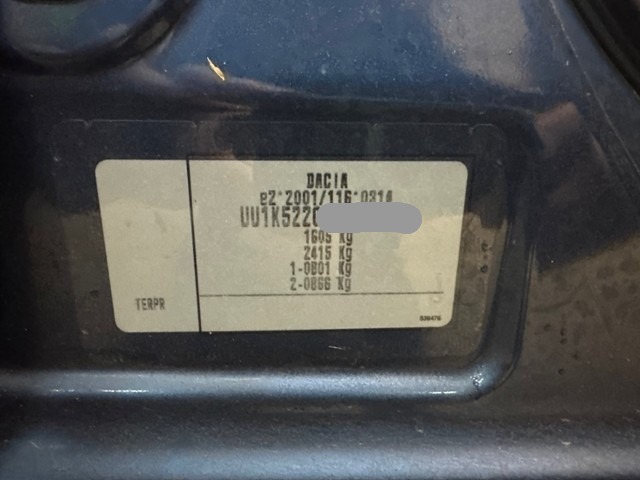 DACIA
e2*2001/116*0314
UU1K5220
1605 Kg
2415 Kg
1-0801 Kg
2-0866 Kg
TERPR